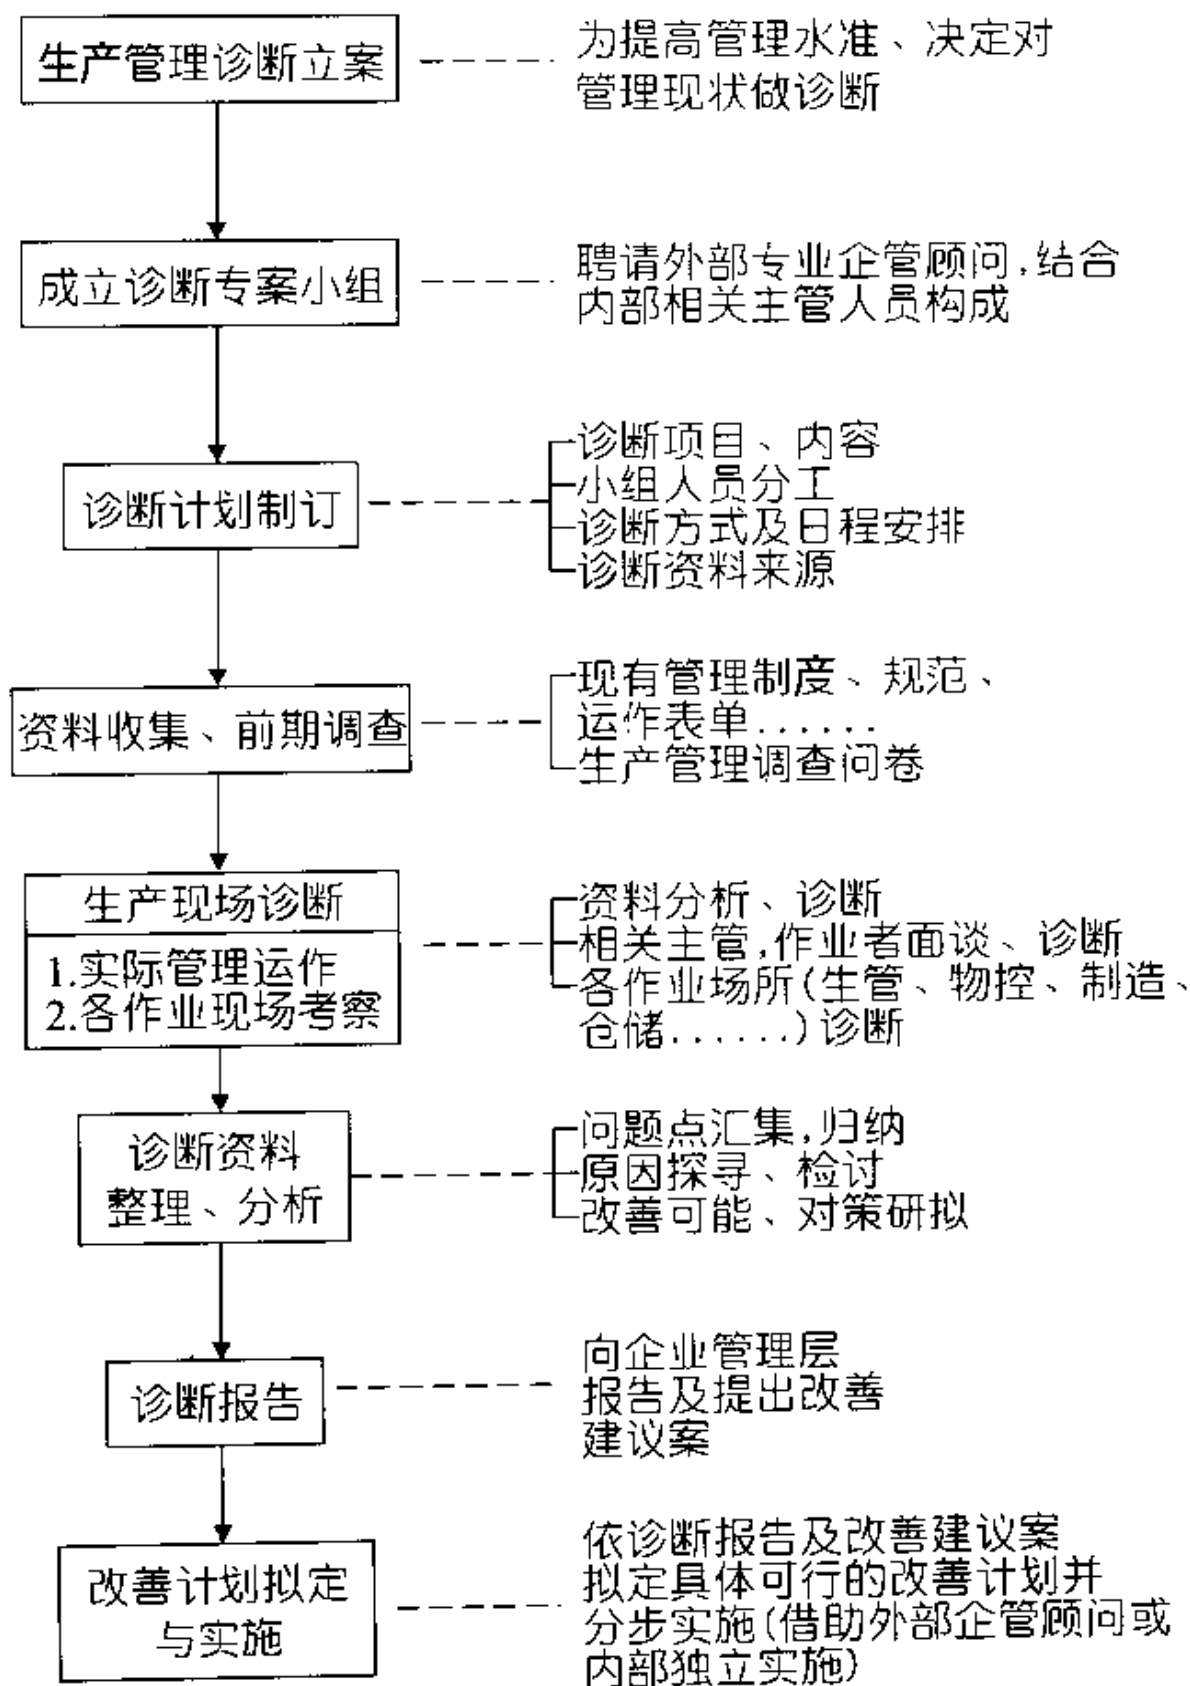 生产管理诊断立案
为提高管理水准、决定对
管理现状做诊断
成立诊断专案小组
聘请外部专业企管顾问,结合
内部相关主管人员构成
诊断计划制订
诊断项目、内容
小组人员分工
诊断方式及日程安排
诊断资料来源
资料收集、前期调查
现有管理制度、规范、
运作表单......
生产管理调查问卷
生产现场诊断
1.实际管理运作
2.各作业现场考察
资料分析、诊断
相关主管,作业者面谈、诊断
各作业场所(生管、物控、制造、
仓储......)诊断
诊断资料
整理、分析
问题点汇集,归纳
原因探寻、检讨
改善可能、对策研拟
诊断报告
向企业管理层
报告及提出改善
建议案
改善计划拟定
与实施
依诊断报告及改善建议案
拟定具体可行的改善计划并
分步实施(借助外部企管顾问或
内部独立实施)